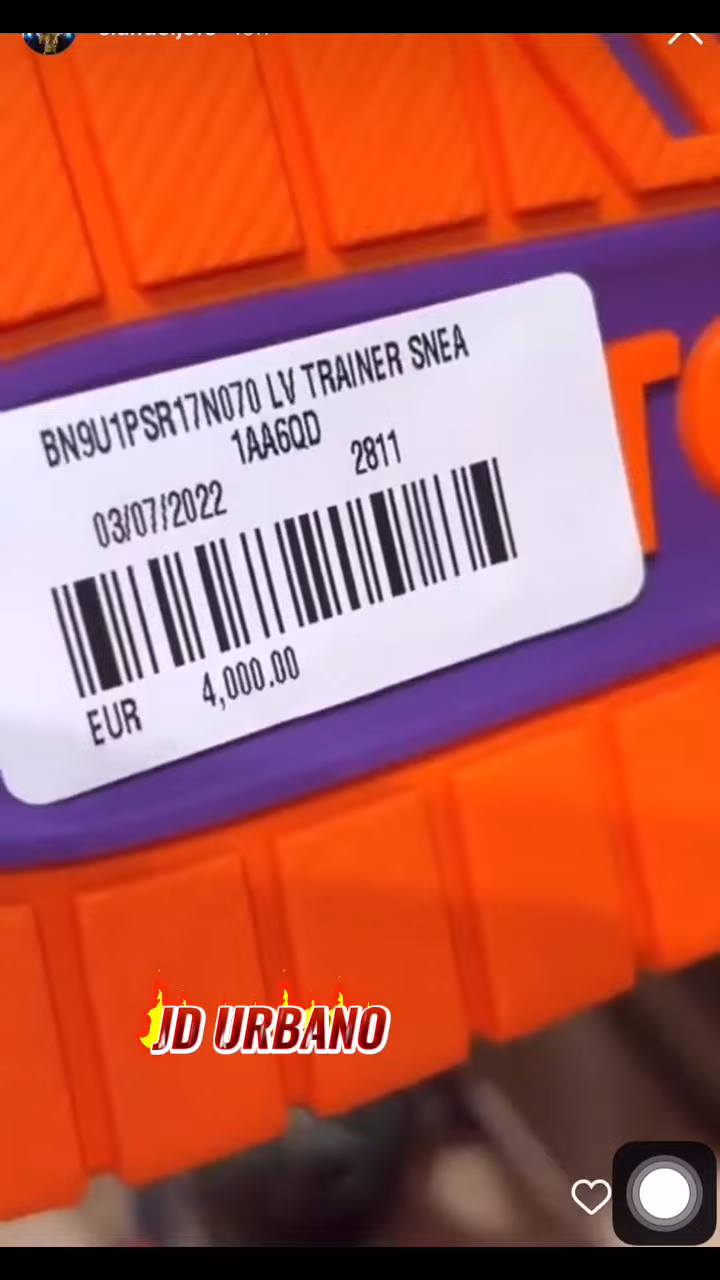 BN9U1PSR17N070 LV TRAINER SNEA
1AA6QD
03/07/2022 2811
EUR 4,000.00
JD URBANO